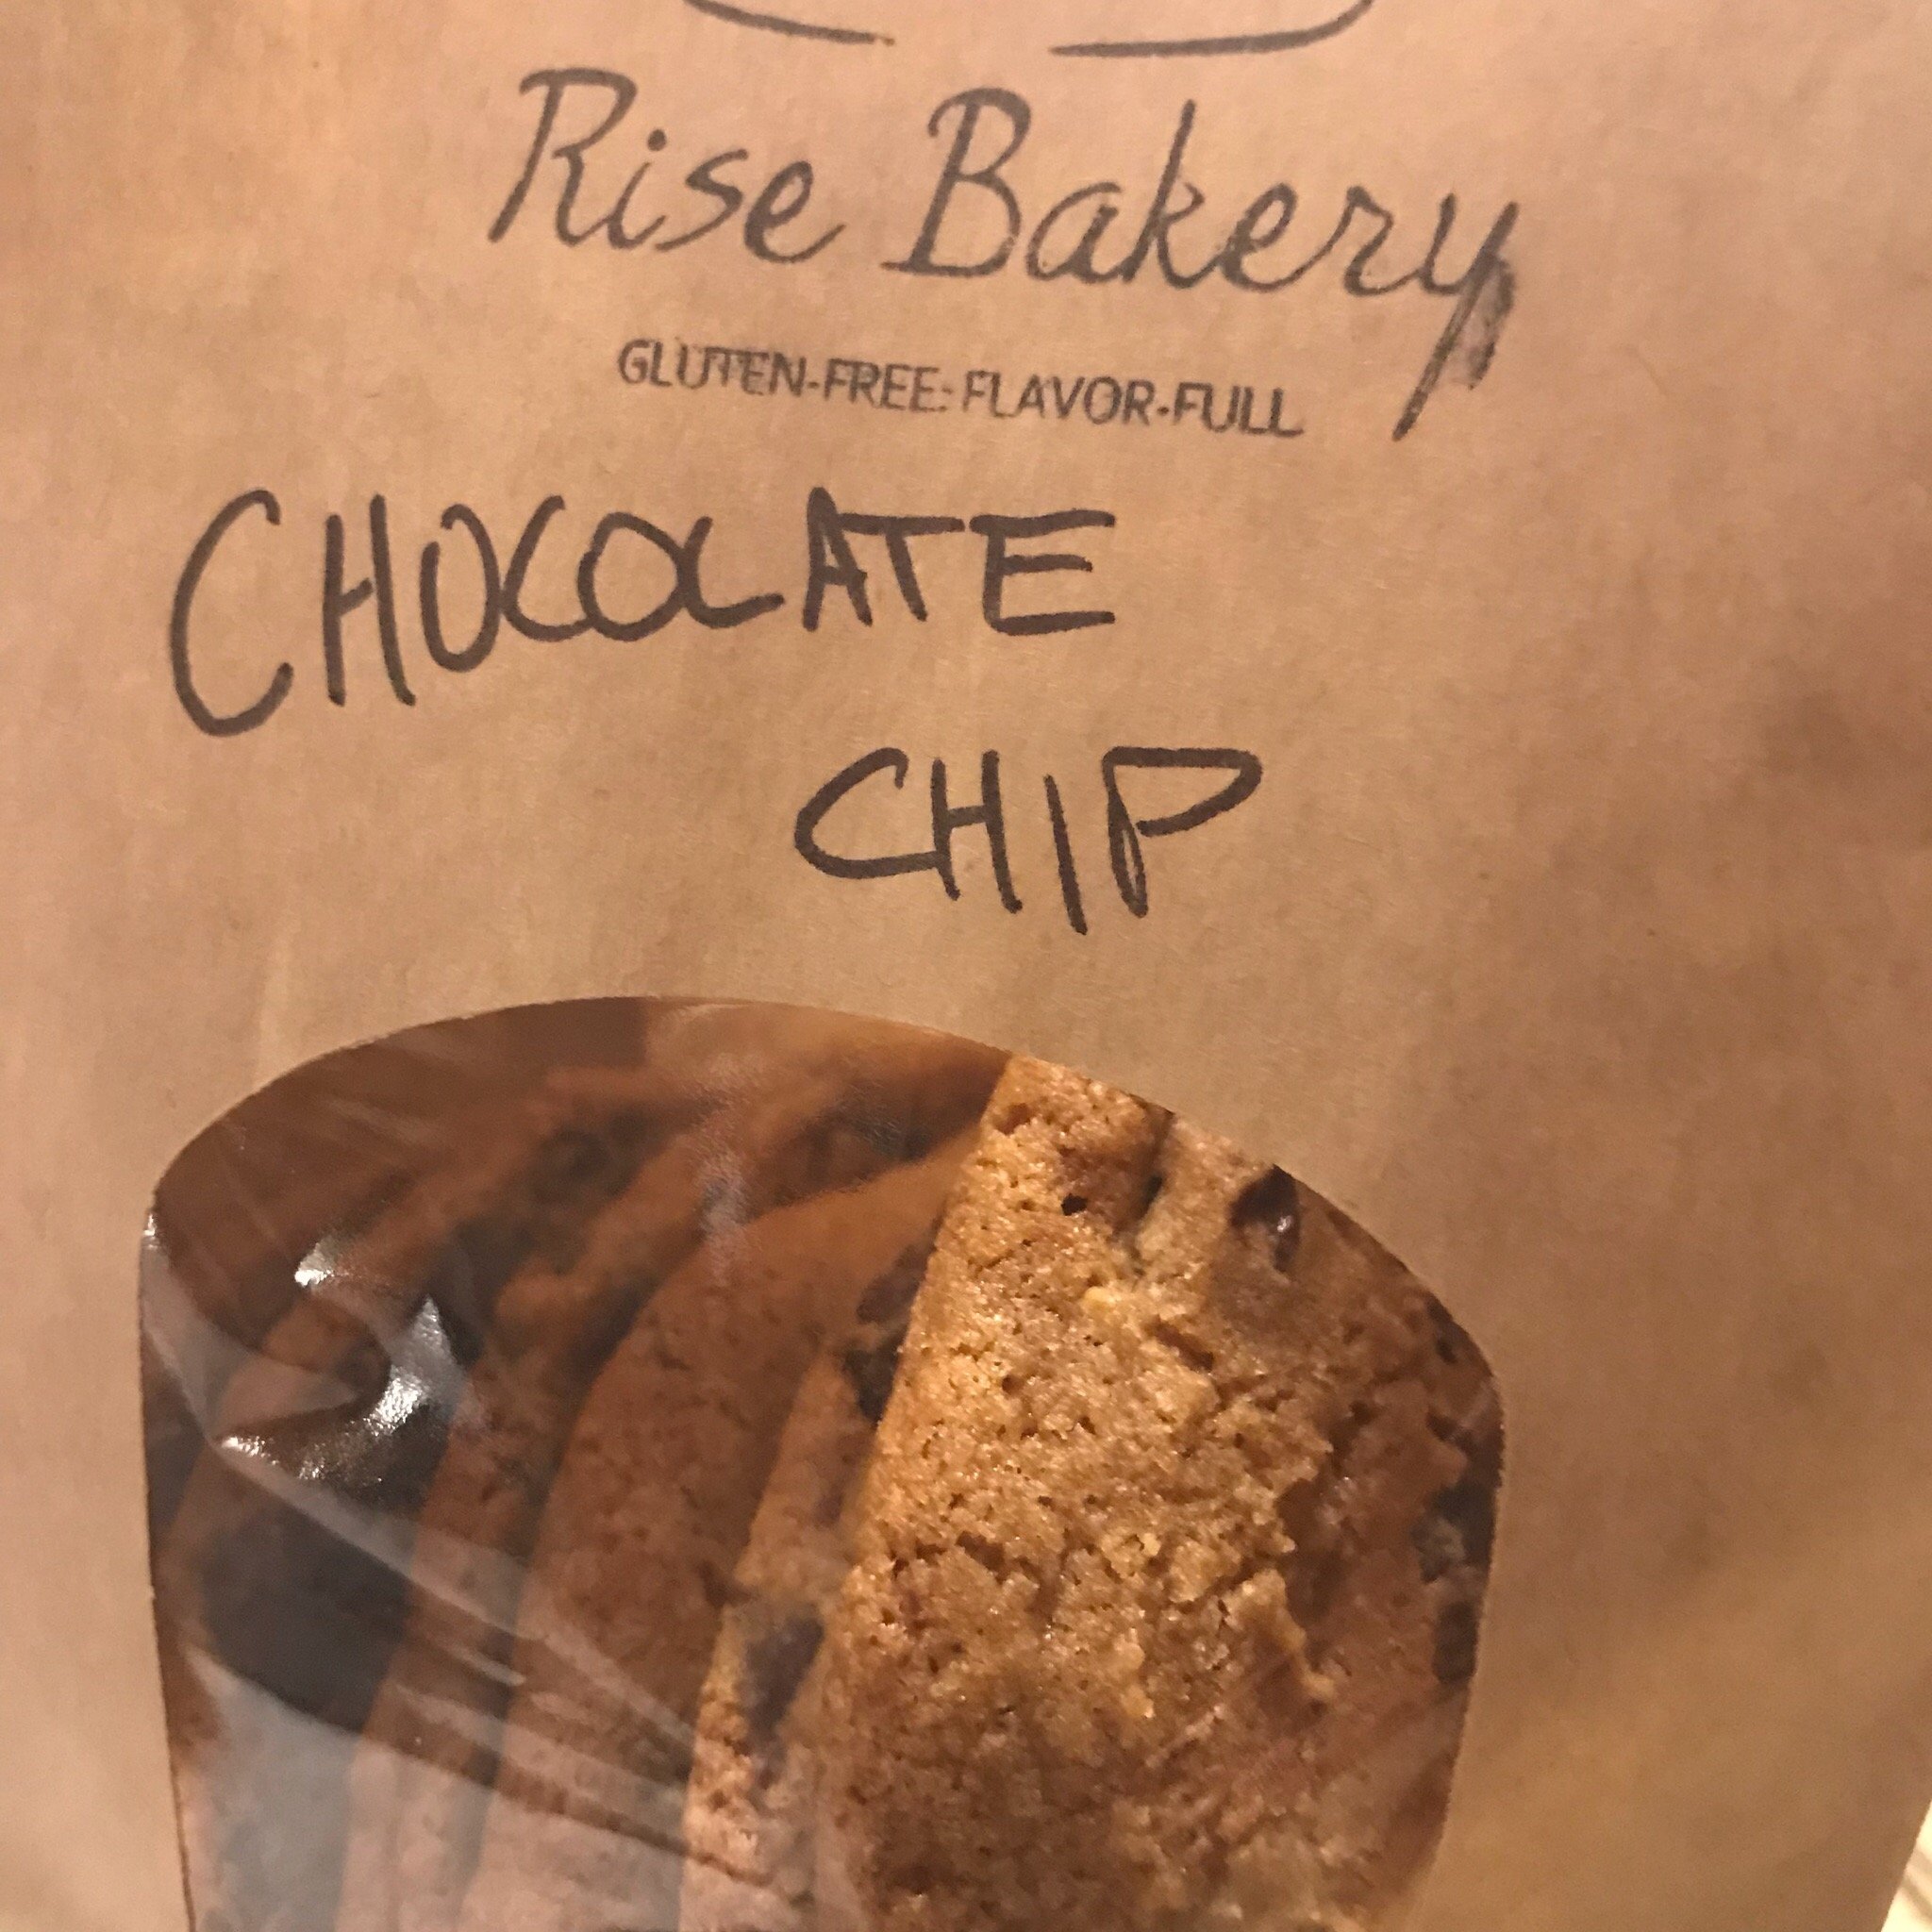 Rise Bakery
GLUTEN-FREE: FLAVOR-FULL
CHOCOLATE
CHIP